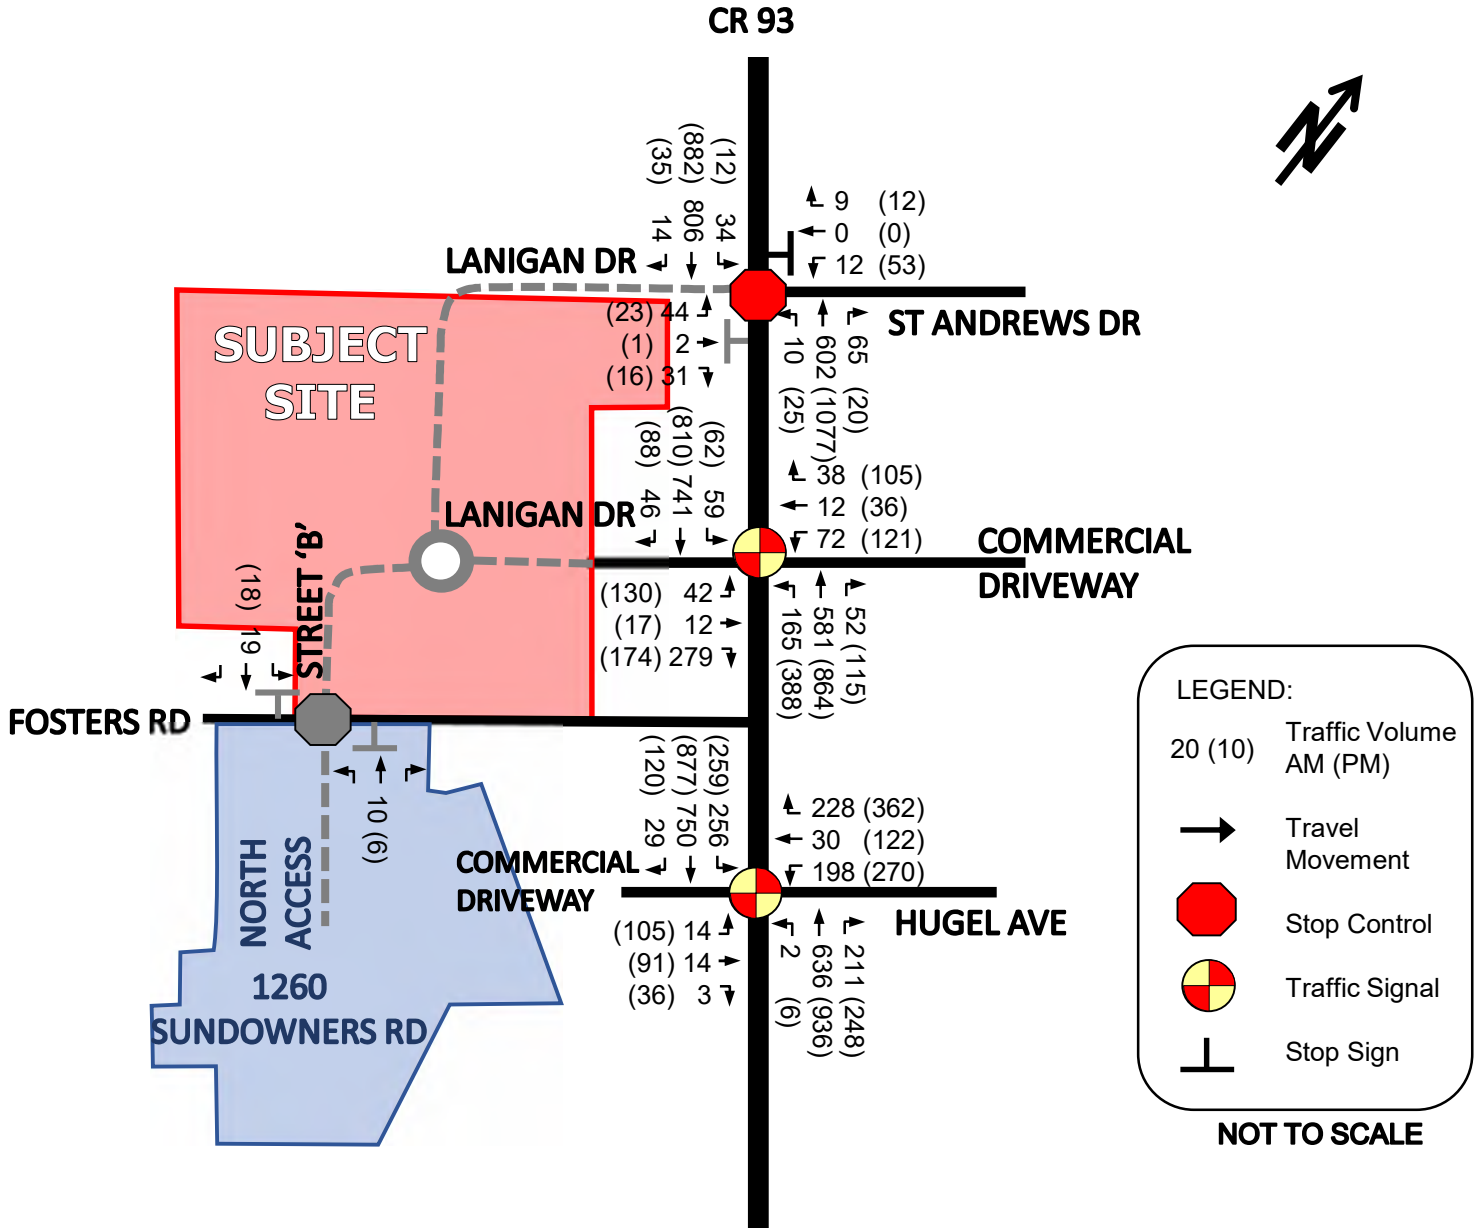 CR 93
(35) (882) (12)
14 806 34
9 (12)
0 (0)
12 (53)
LANIGAN DR
ST ANDREWS DR
(23) 44
(1) 2
(16) 31
10 602 65
(25) (1077) (20)
SUBJECT
SITE
(88) (810) (62)
46 741 59
38 (105)
12 (36)
72 (121)
LANIGAN DR
COMMERCIAL
DRIVEWAY
(130) 42
(17) 12
(174) 279
165 (388)
581 (864)
52 (115)
STREET 'B'
(18) 19
FOSTERS RD
10 (6)
(120) (877) (259)
29 750 256
228 (362)
30 (122)
198 (270)
NORTH
ACCESS
COMMERCIAL
DRIVEWAY
HUGEL AVE
(105) 14
(91) 14
(36) 3
2 (6)
636 (936)
211 (248)
1260
SUNDOWNERS RD
LEGEND:
20 (10)
Traffic Volume
AM (PM)
Travel
Movement
Stop Control
Traffic Signal
Stop Sign
NOT TO SCALE
N